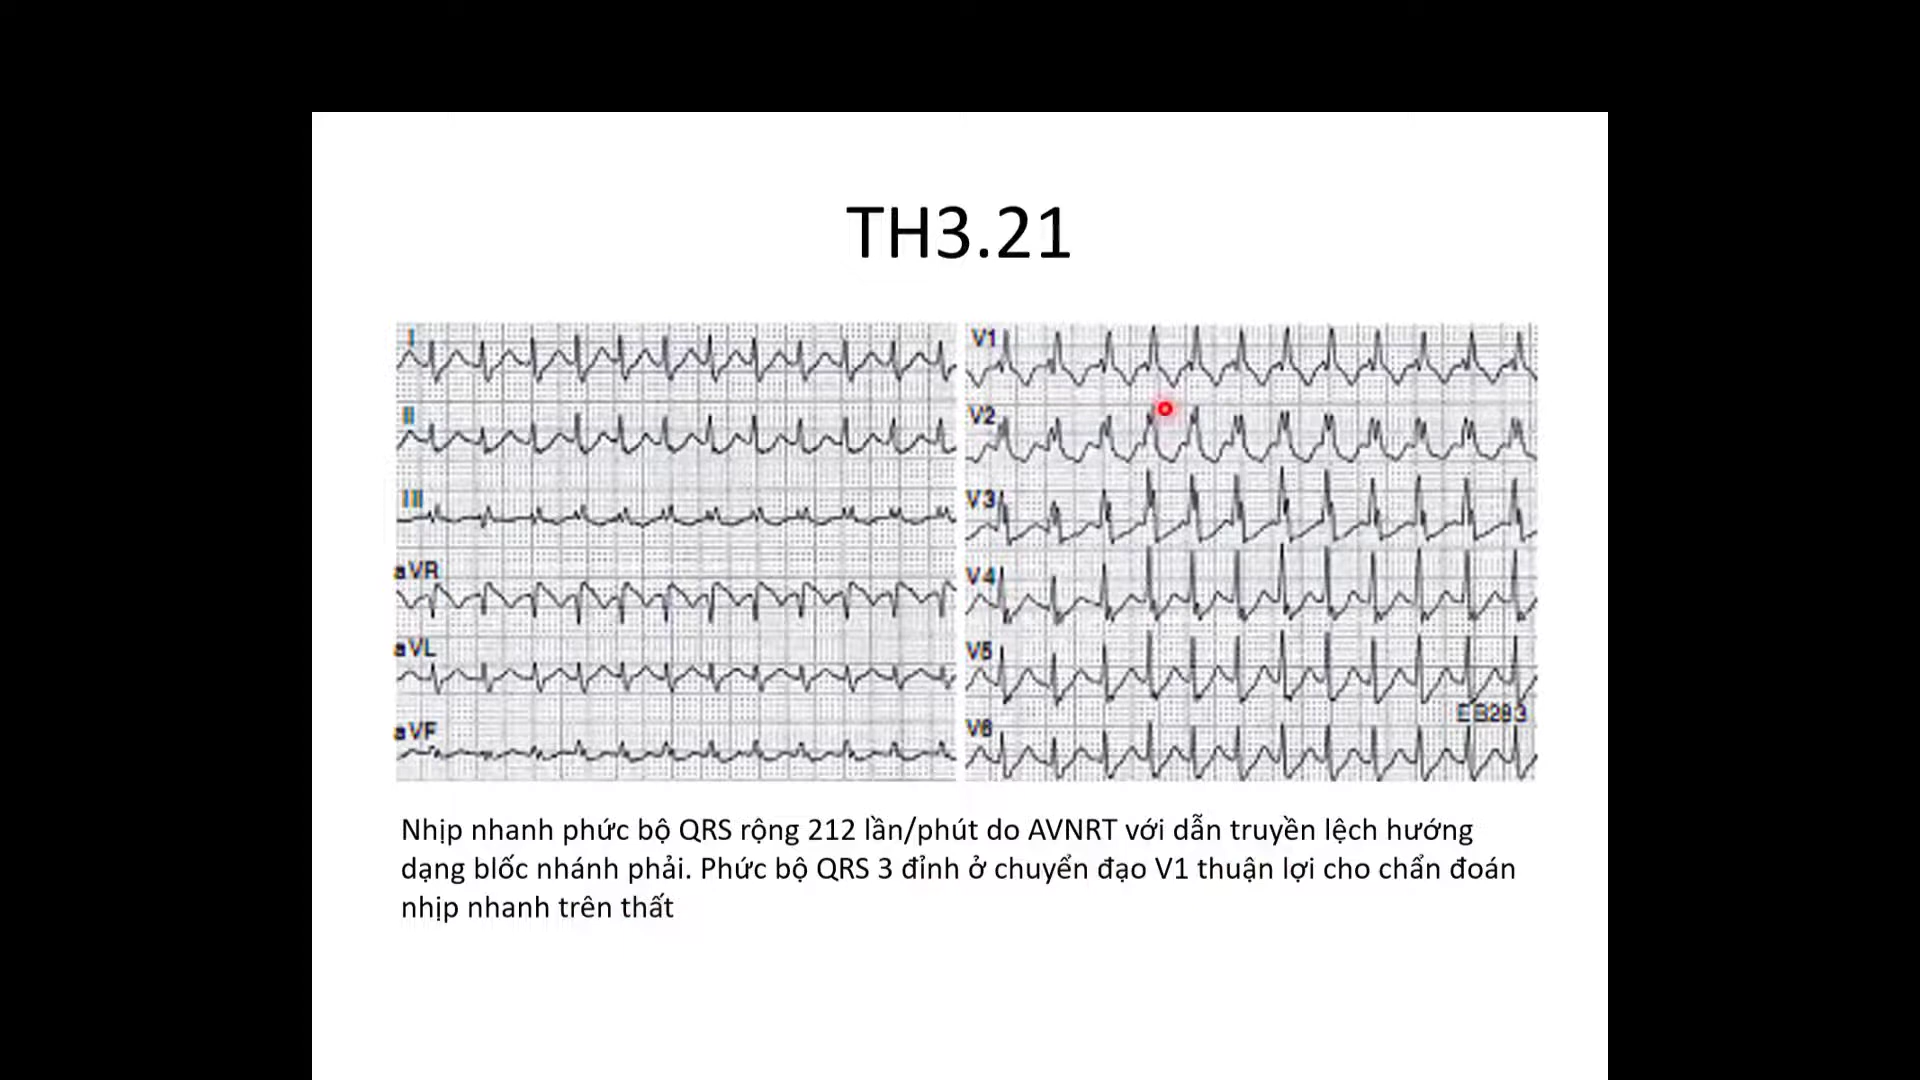 TH3.21
I
II
III
aVR
aVL
aVF
V1
V2
V3
V4
V5
EB283
V6
Nhịp nhanh phức bộ QRS rộng 212 lần/phút do AVNRT với dẫn truyền lệch hướng
dạng blốc nhánh phải. Phức bộ QRS 3 đỉnh ở chuyển đạo V1 thuận lợi cho chẩn đoán
nhịp nhanh trên thất